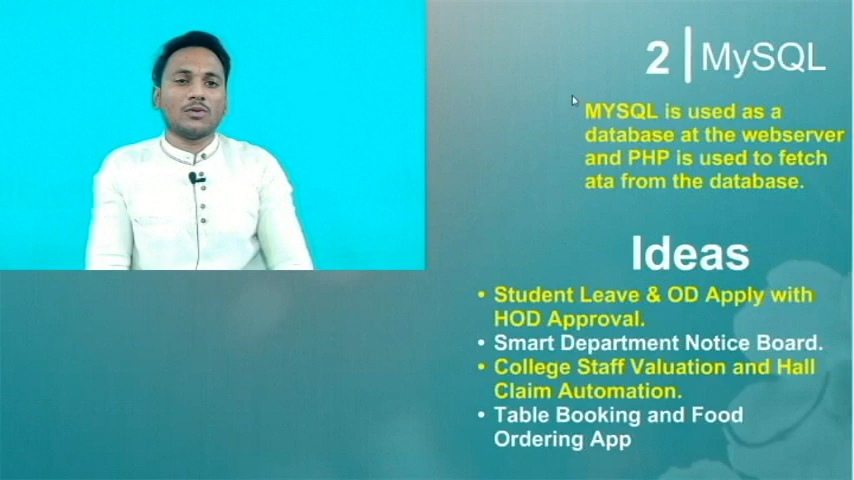 2 | MySQL
MYSQL is used as a
database at the webserver
and PHP is used to fetch
ata from the database.
Ideas
• Student Leave & OD Apply with
HOD Approval.
• Smart Department Notice Board.
• College Staff Valuation and Hall
Claim Automation.
• Table Booking and Food
Ordering App